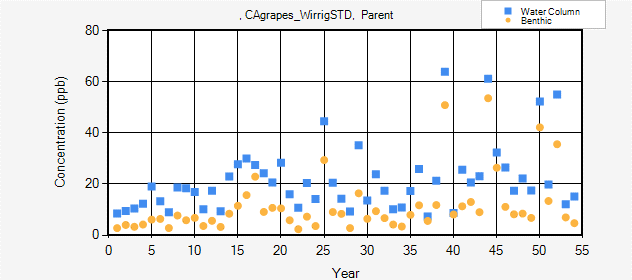 , CAgrapes_WirrigSTD, Parent
Water Column
Benthic
Concentration (ppb)
80
60
40
20
0
0 5 10 15 20 25 30 35 40 45 50 55
Year